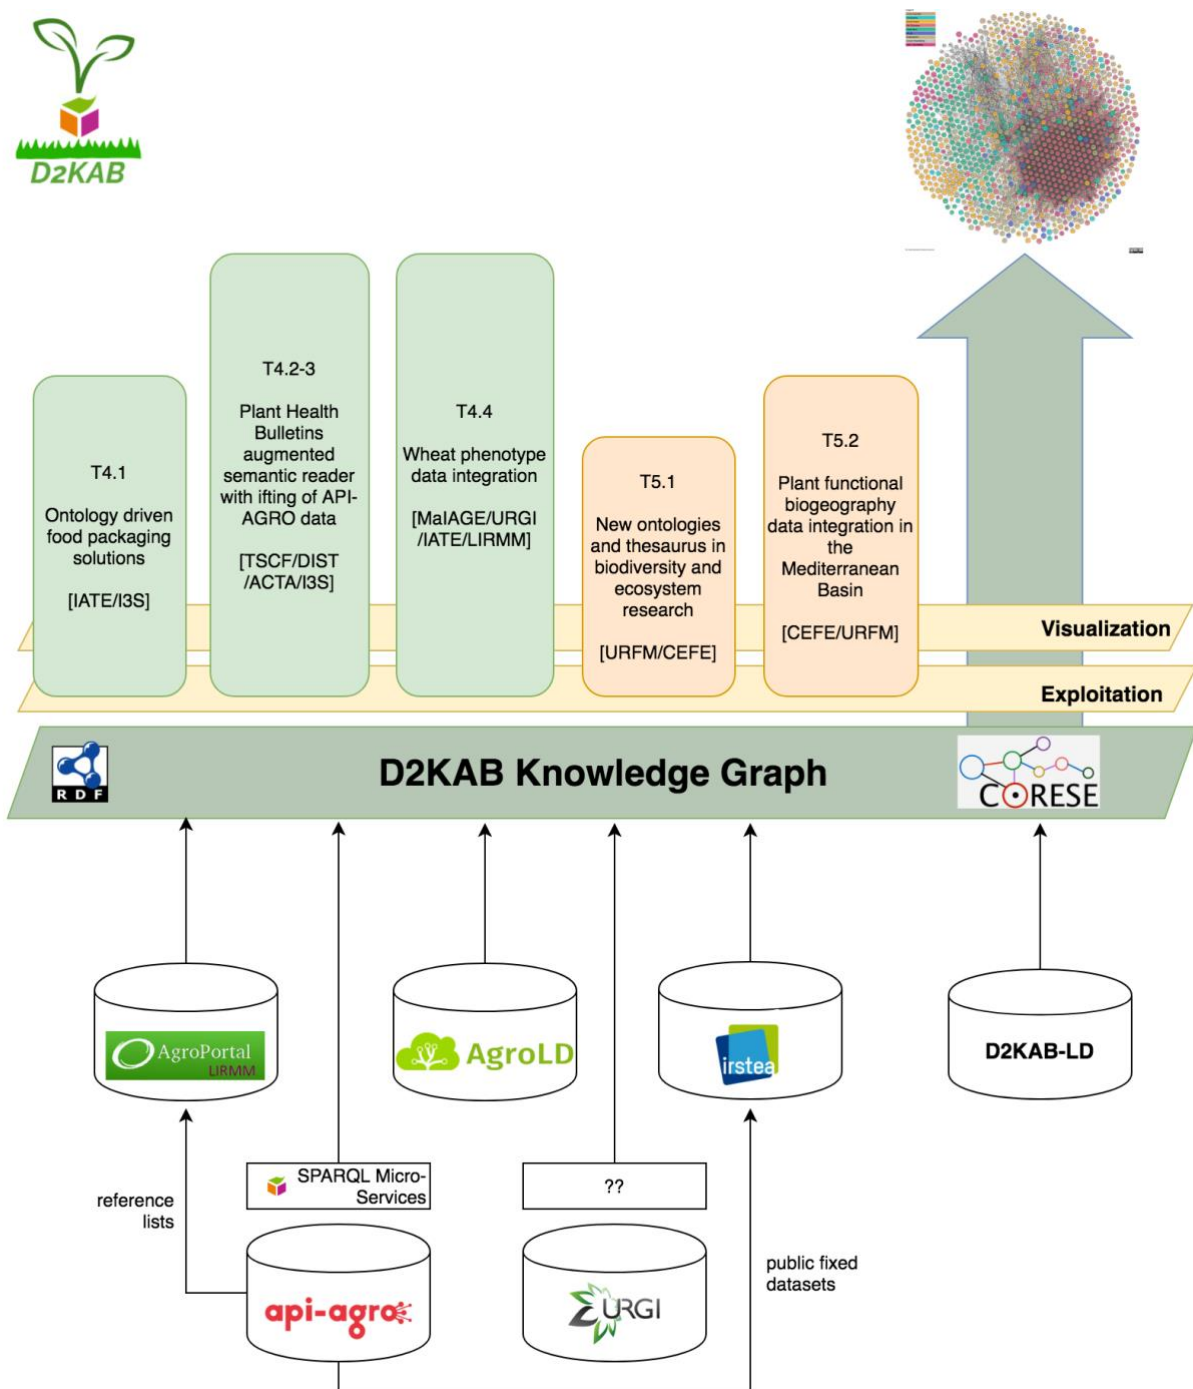 D2KAB
T4.1
Ontology driven
food packaging
solutions
[IATE/I3S]
T4.2-3
Plant Health
Bulletins
augmented
semantic reader
with ifting of API-
AGRO data
[TSCF/DIST
/ACTA/I3S]
T4.4
Wheat phenotype
data integration
[MaIAGE/URGI
/IATE/LIRMM]
T5.1
New ontologies
and thesaurus in
biodiversity and
ecosystem
research
[URFM/CEFE]
T5.2
Plant functional
biogeography
data integration in
the
Mediterranean
Basin
[CEFE/URFM]
Visualization
Exploitation
RDF
D2KAB Knowledge Graph
CORESE
AgroPortal
LIRMM
AgroLD
irstea
D2KAB-LD
reference
lists
SPARQL Micro-
Services
??
public fixed
datasets
api-agro
URGI